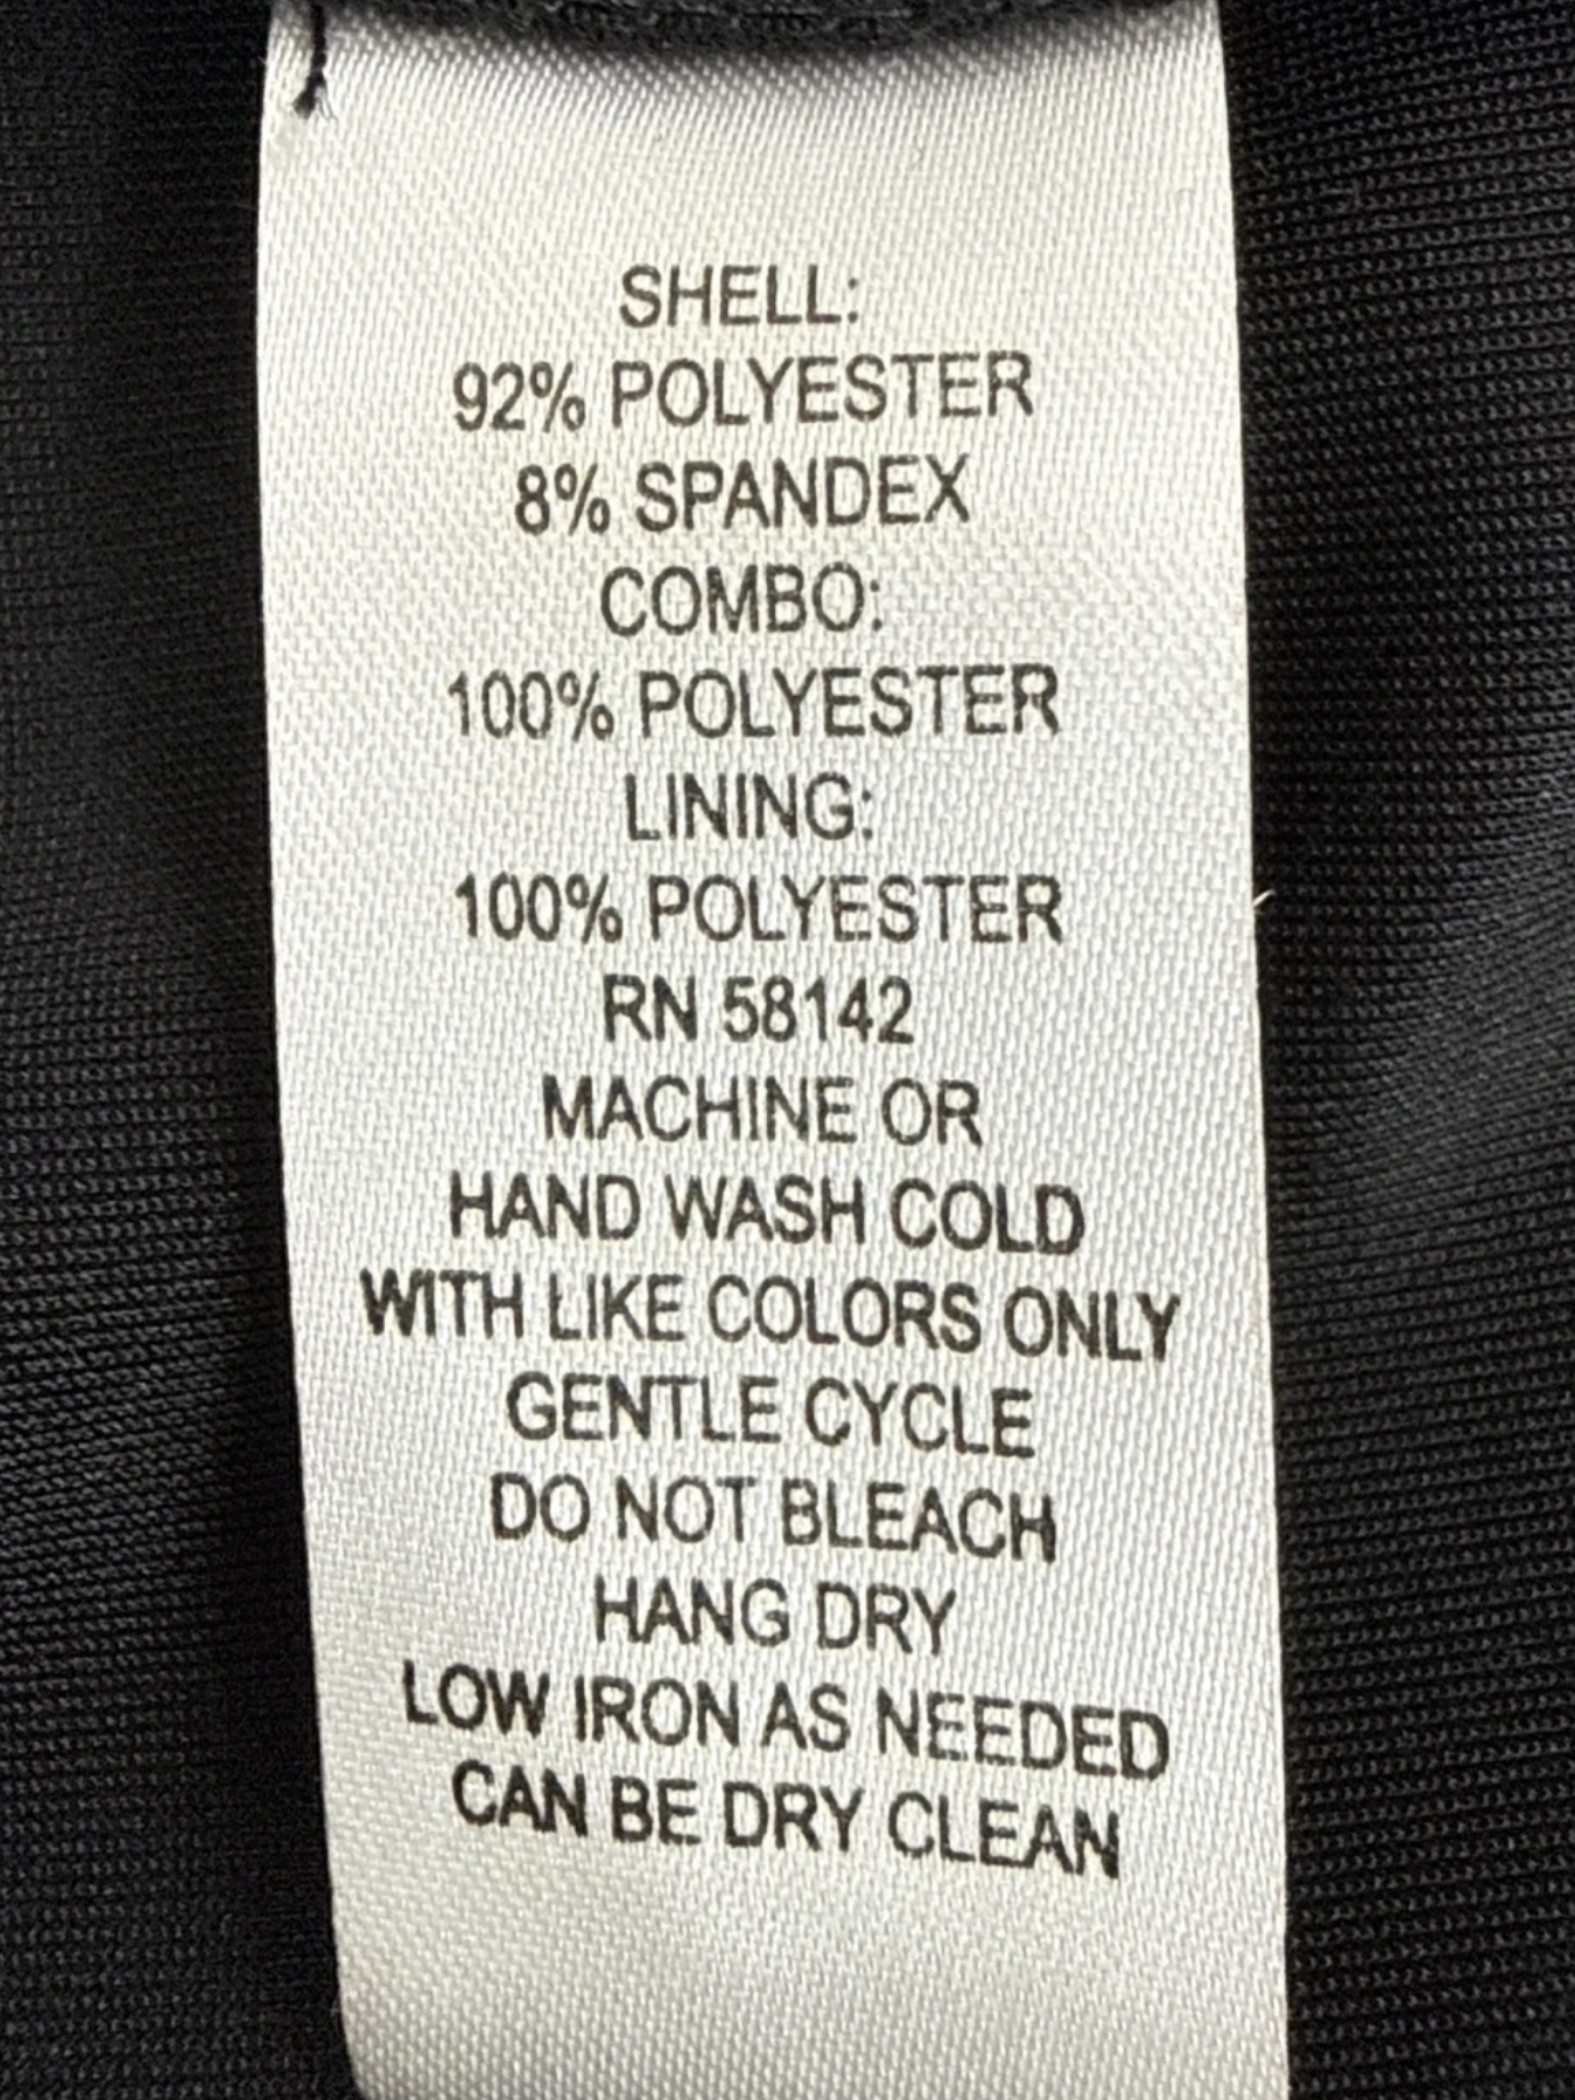 SHELL:
92% POLYESTER
8% SPANDEX
COMBO:
100% POLYESTER
LINING:
100% POLYESTER
RN 58142
MACHINE OR
HAND WASH COLD
WITH LIKE COLORS ONLY
GENTLE CYCLE
DO NOT BLEACH
HANG DRY
LOW IRON AS NEEDED
CAN BE DRY CLEAN